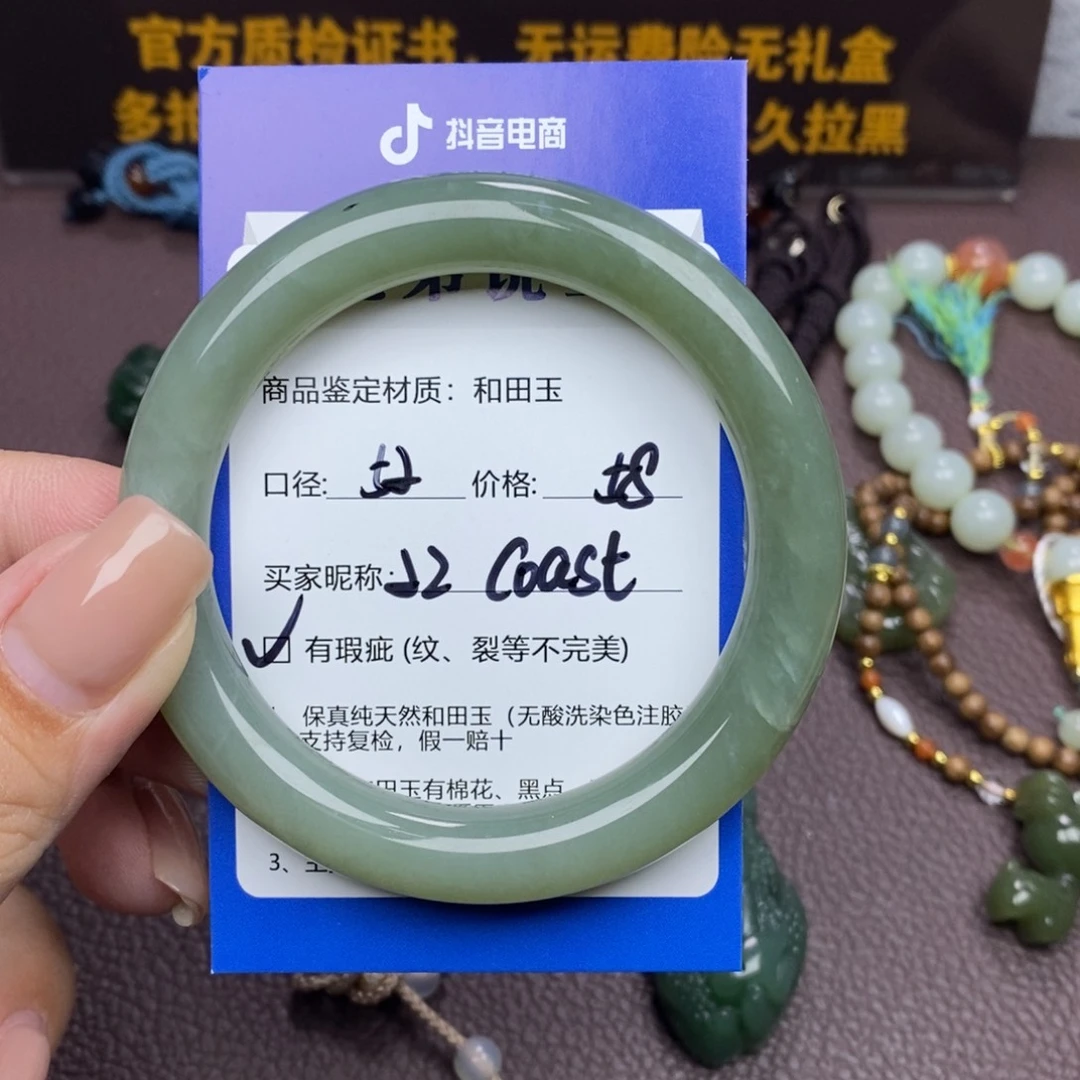 官方质检证书、无运费险无礼盒
多拍
久拉黑
抖音电商
商品鉴定材质：和田玉
口径: 52 价格: 58
买家昵称: J2 Coast
☑ 有瑕疵 (纹、裂等不完美)
保真纯天然和田玉（无酸洗染色注胶
支持复检，假一赔十
田玉有棉花、黑点
3、